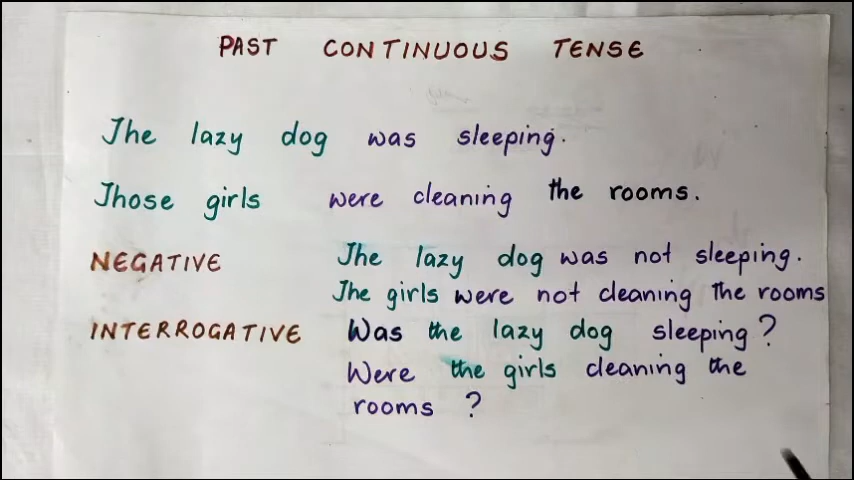 PAST CONTINUOUS TENSE
The lazy dog was sleeping.
Those girls were cleaning the rooms.
NEGATIVE The lazy dog was not sleeping.
The girls were not cleaning the rooms
INTERROGATIVE Was the lazy dog sleeping?
Were the girls cleaning the
rooms ?